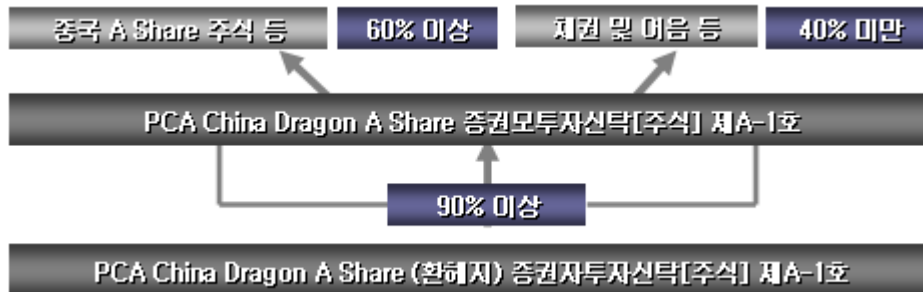 중국 A Share 주식 등 60% 이상 채권 및 어음 등 40% 미만
PCA China Dragon A Share 증권모투자신탁[주식] 제A-1호
90% 이상
PCA China Dragon A Share (환헤지) 증권자투자신탁[주식] 제A-1호